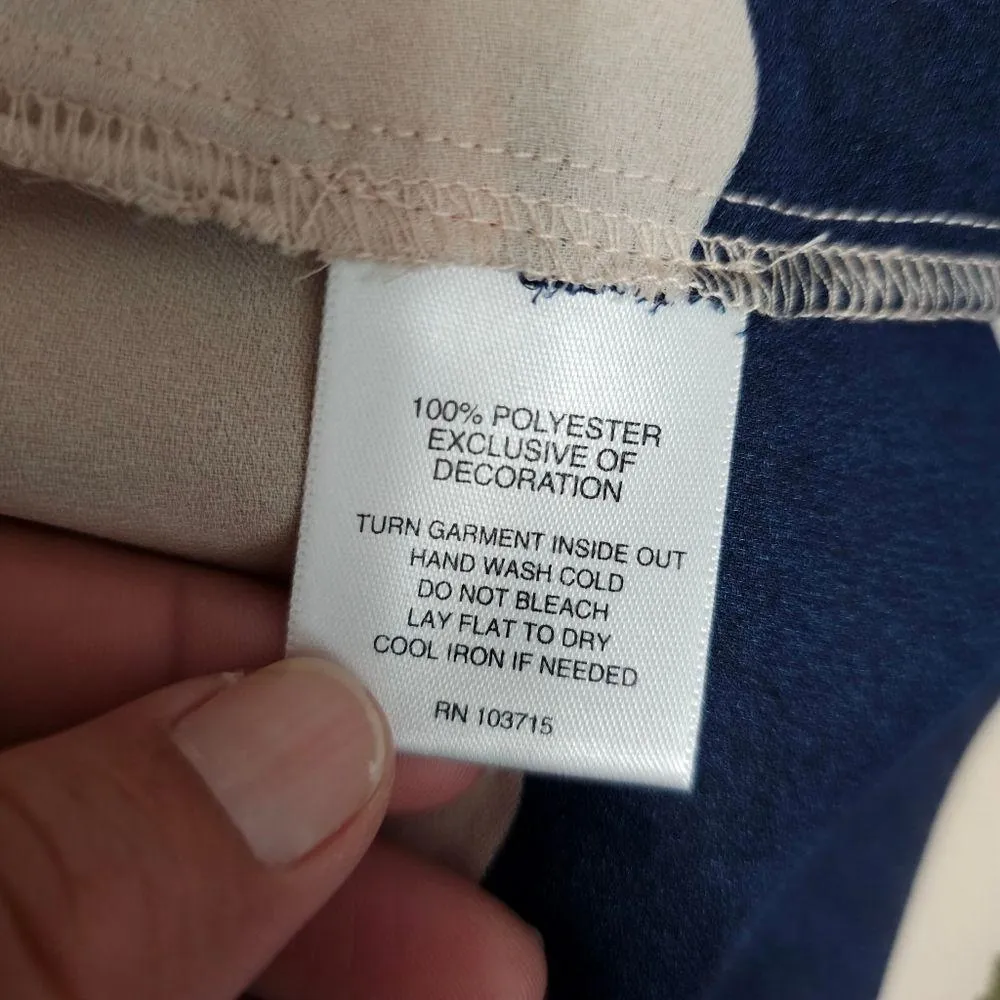 100% POLYESTER
EXCLUSIVE OF
DECORATION
TURN GARMENT INSIDE OUT
HAND WASH COLD
DO NOT BLEACH
LAY FLAT TO DRY
COOL IRON IF NEEDED
RN 103715